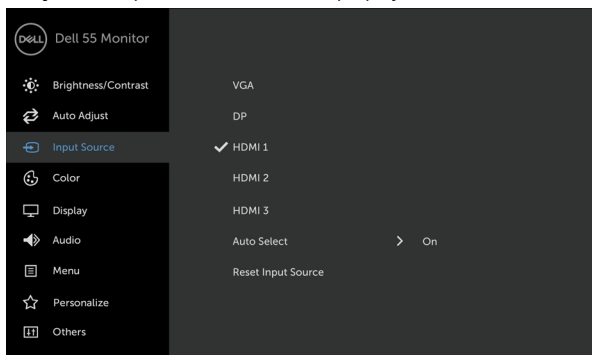 DELL Dell 55 Monitor
Brightness/Contrast
VGA
Auto Adjust
DP
Input Source
HDMI 1
Color
HDMI 2
Display
HDMI 3
Audio
Auto Select > On
Menu
Reset Input Source
Personalize
Others